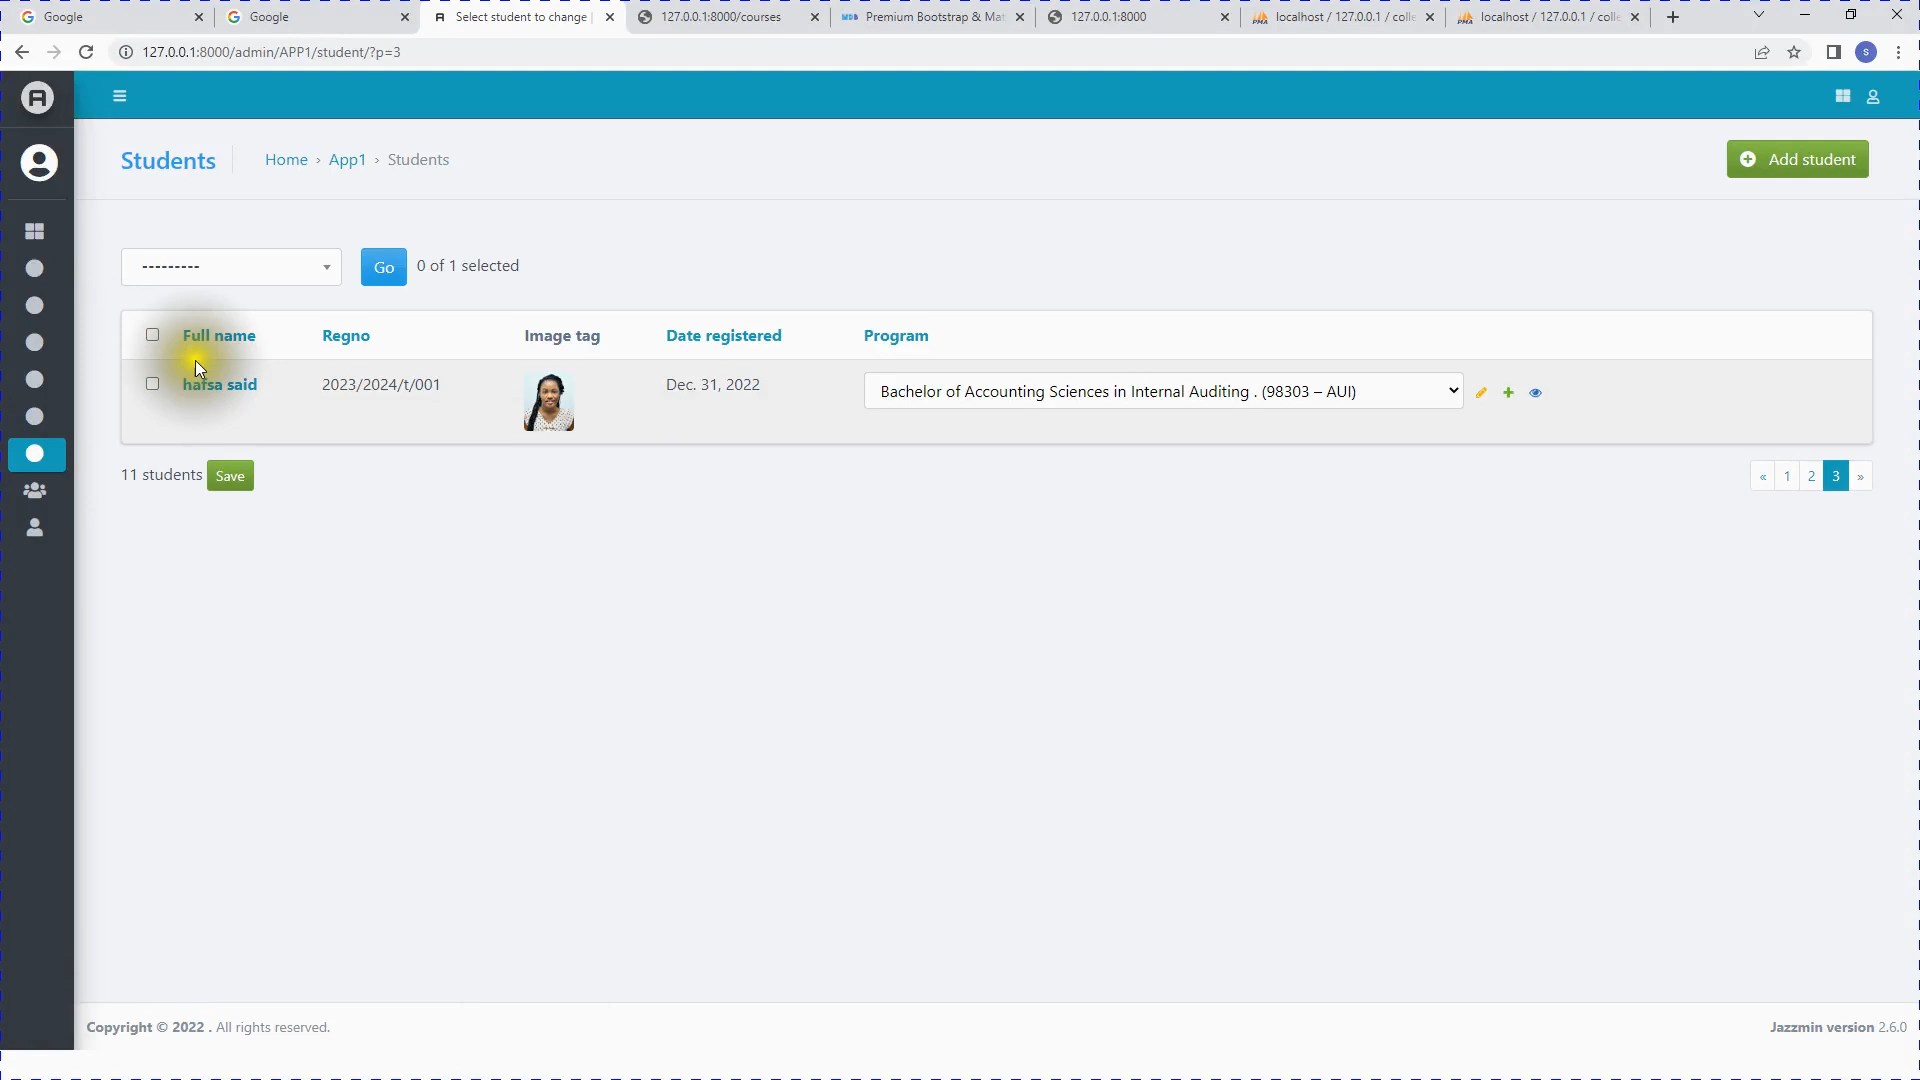 Google
Google
Select student to change |
127.0.0.1:8000/courses
Premium Bootstrap & Mat
127.0.0.1:8000
localhost / 127.0.0.1 / colle
localhost / 127.0.0.1 / colle
127.0.0.1:8000/admin/APP1/student/?p=3
S
Students
Home › App1 › Students
Add student
---------
Go
0 of 1 selected
Full name Regno Image tag Date registered Program
hafsa said 2023/2024/t/001 Dec. 31, 2022 Bachelor of Accounting Sciences in Internal Auditing . (98303 – AUI)
11 students Save
« 1 2 3 »
Copyright © 2022 . All rights reserved.
Jazzmin version 2.6.0